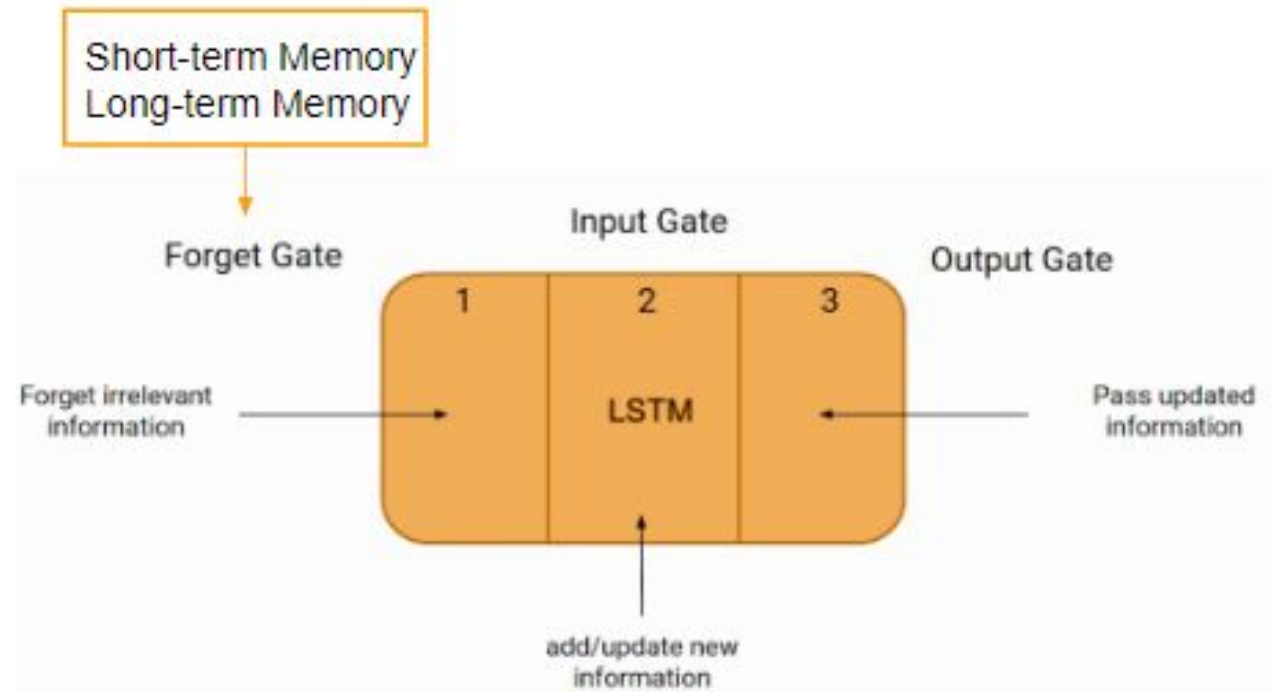 Short-term Memory
Long-term Memory
Input Gate
Forget Gate
Output Gate
1
2
3
Forget irrelevant
information
LSTM
Pass updated
information
add/update new
information